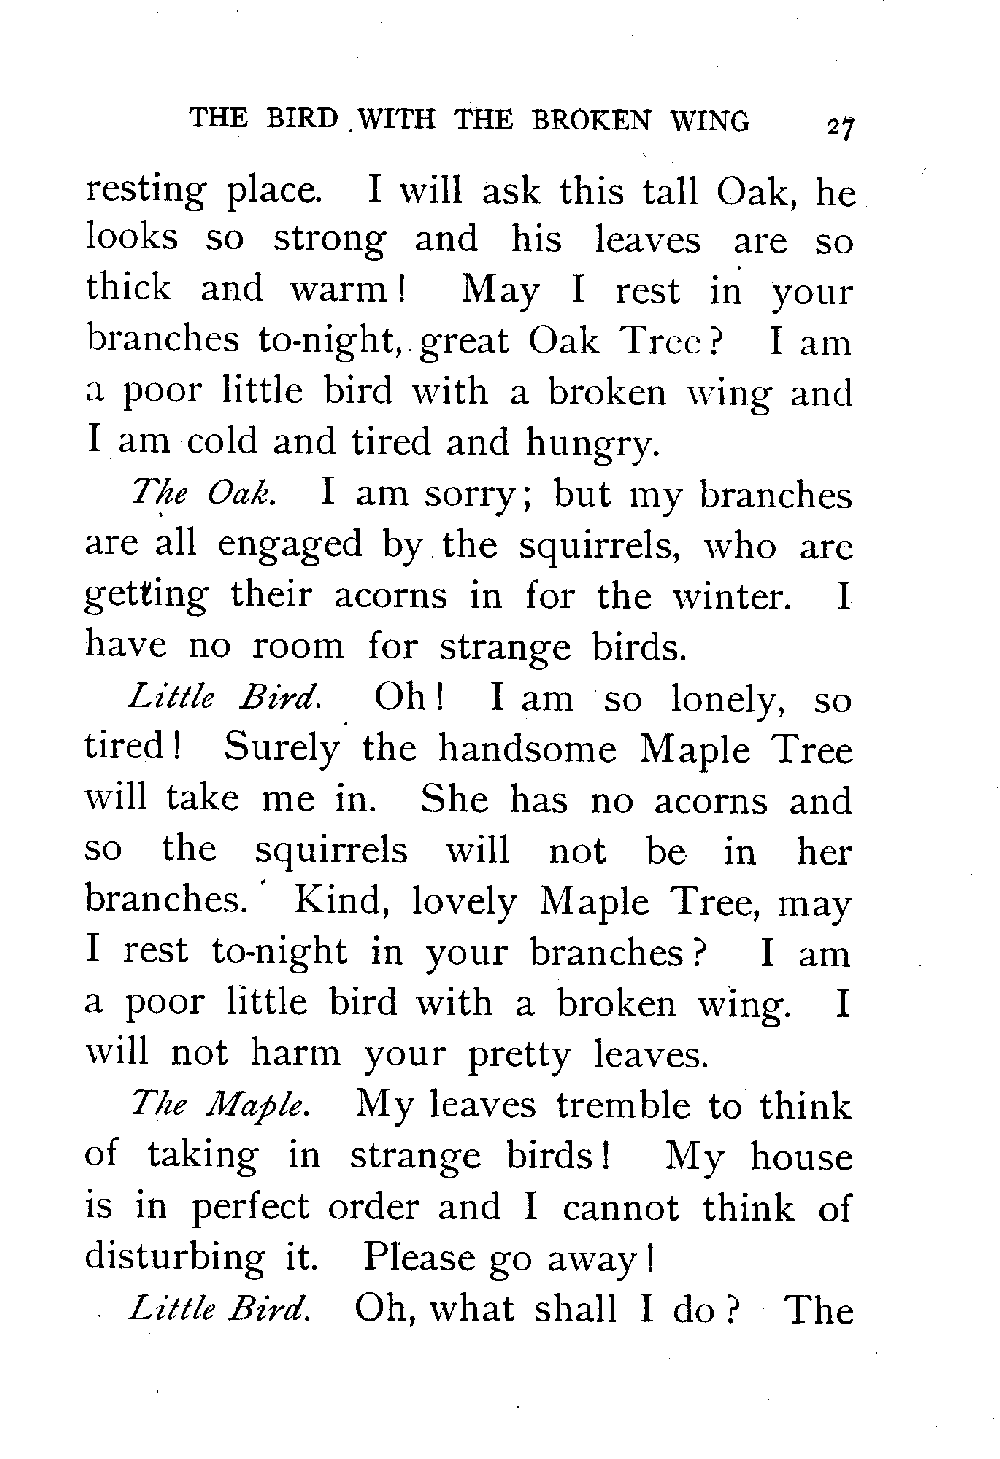 THE BIRD WITH THE BROKEN WING 27
resting place. I will ask this tall Oak, he
looks so strong and his leaves are so
thick and warm! May I rest in your
branches to-night, great Oak Tree? I am
a poor little bird with a broken wing and
I am cold and tired and hungry.
The Oak. I am sorry; but my branches
are all engaged by the squirrels, who are
getting their acorns in for the winter. I
have no room for strange birds.
Little Bird. Oh! I am so lonely, so
tired! Surely the handsome Maple Tree
will take me in. She has no acorns and
so the squirrels will not be in her
branches. Kind, lovely Maple Tree, may
I rest to-night in your branches? I am
a poor little bird with a broken wing. I
will not harm your pretty leaves.
The Maple. My leaves tremble to think
of taking in strange birds! My house
is in perfect order and I cannot think of
disturbing it. Please go away!
Little Bird. Oh, what shall I do? The